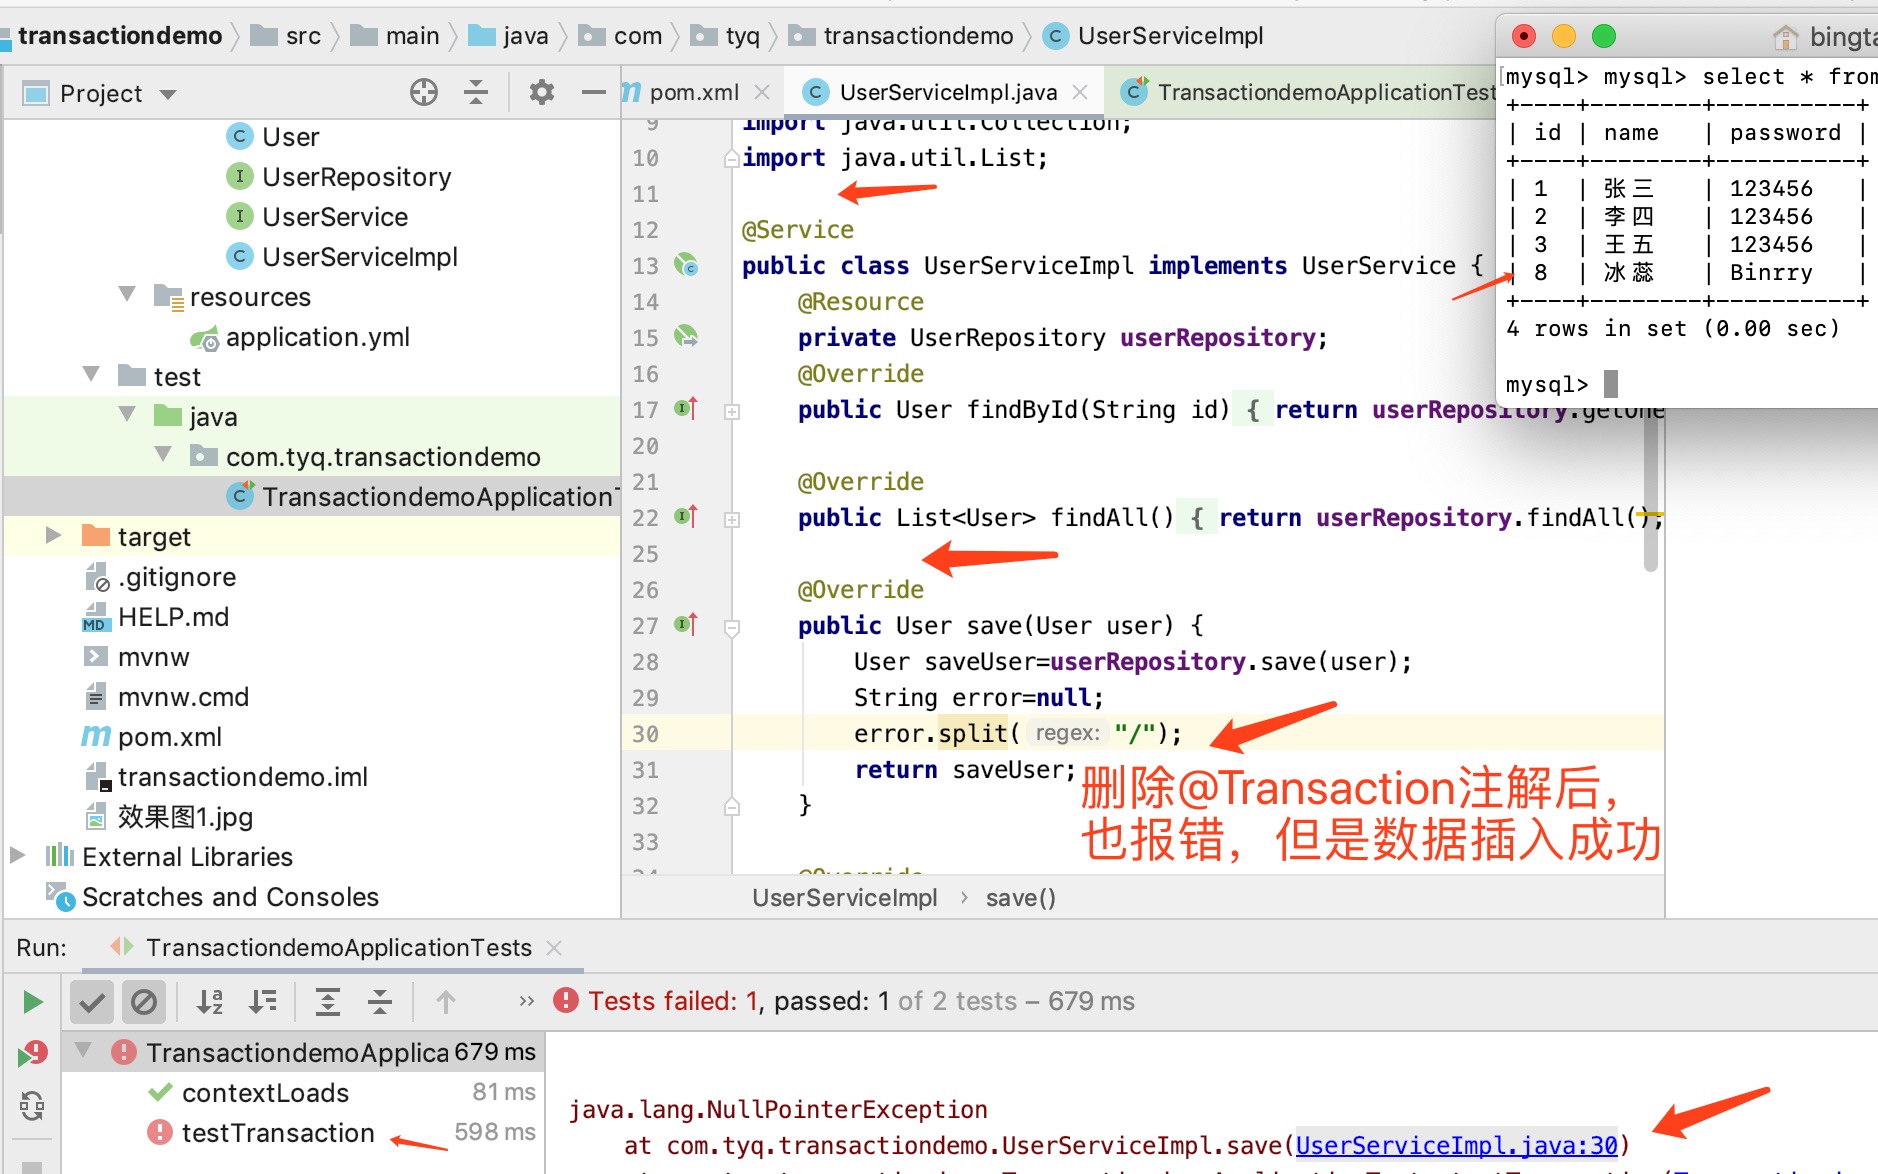 transactiondemo src main java com tyq transactiondemo UserServiceImpl
Project
pom.xml UserServiceImpl.java TransactiondemoApplicationTest
User
UserRepository
UserService
UserServiceImpl
resources
application.yml
test
java
com.tyq.transactiondemo
TransactiondemoApplication
target
.gitignore
HELP.md
mvnw
mvnw.cmd
pom.xml
transactiondemo.iml
效果图1.jpg
External Libraries
Scratches and Consoles
9 import java.util.Collection;
10 import java.util.List;
11
12 @Service
13 public class UserServiceImpl implements UserService {
14 @Resource
15 private UserRepository userRepository;
16 @Override
17 public User findById(String id) { return userRepository.getOne
20
21 @Override
22 public List<User> findAll() { return userRepository.findAll();
25
26 @Override
27 public User save(User user) {
28 User saveUser=userRepository.save(user);
29 String error=null;
30 error.split( regex: "/");
31 return saveUser;
32 }
33
34 @Override
删除@Transaction注解后，
也报错，但是数据插入成功
UserServiceImpl › save()
bingta
mysql> mysql> select * from
+----+--------+----------+
| id | name | password |
+----+--------+----------+
| 1 | 张三 | 123456 |
| 2 | 李四 | 123456 |
| 3 | 王五 | 123456 |
| 8 | 冰蕊 | Binrry |
+----+--------+----------+
4 rows in set (0.00 sec)
mysql>
Run: TransactiondemoApplicationTests
Tests failed: 1, passed: 1 of 2 tests – 679 ms
TransactiondemoApplica 679 ms
contextLoads 81 ms
testTransaction 598 ms
java.lang.NullPointerException
at com.tyq.transactiondemo.UserServiceImpl.save(UserServiceImpl.java:30)